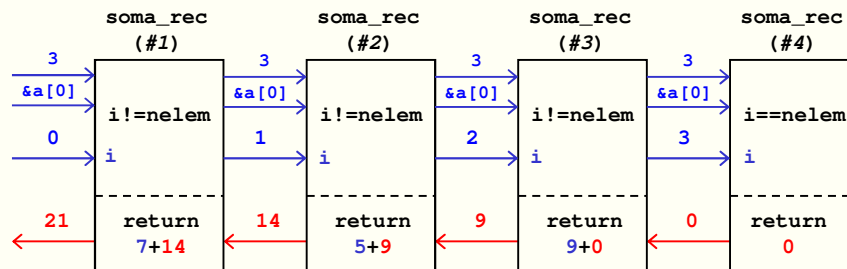 soma_rec soma_rec soma_rec soma_rec
(#1) (#2) (#3) (#4)
3 3 3 3
&a[0] &a[0] &a[0] &a[0]
i!=nelem i!=nelem i!=nelem i==nelem
0 1 2 3
i i i i
21 14 9 0
return return return return
7+14 5+9 9+0 0